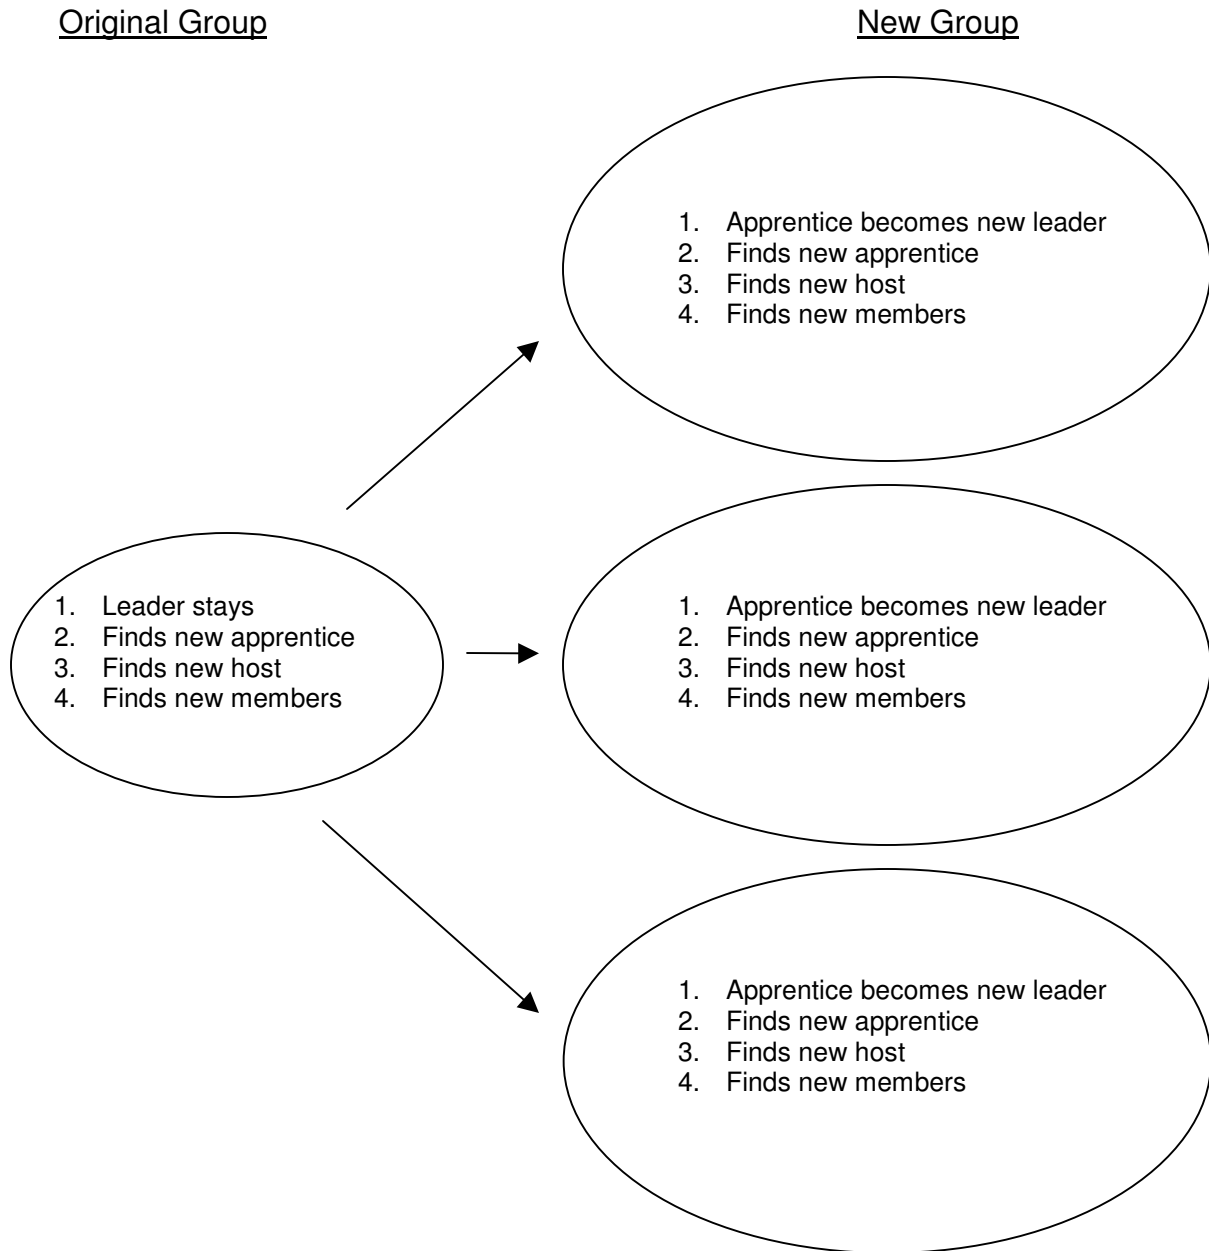 Original Group
New Group
1. Apprentice becomes new leader
2. Finds new apprentice
3. Finds new host
4. Finds new members
1. Leader stays
2. Finds new apprentice
3. Finds new host
4. Finds new members
1. Apprentice becomes new leader
2. Finds new apprentice
3. Finds new host
4. Finds new members
1. Apprentice becomes new leader
2. Finds new apprentice
3. Finds new host
4. Finds new members